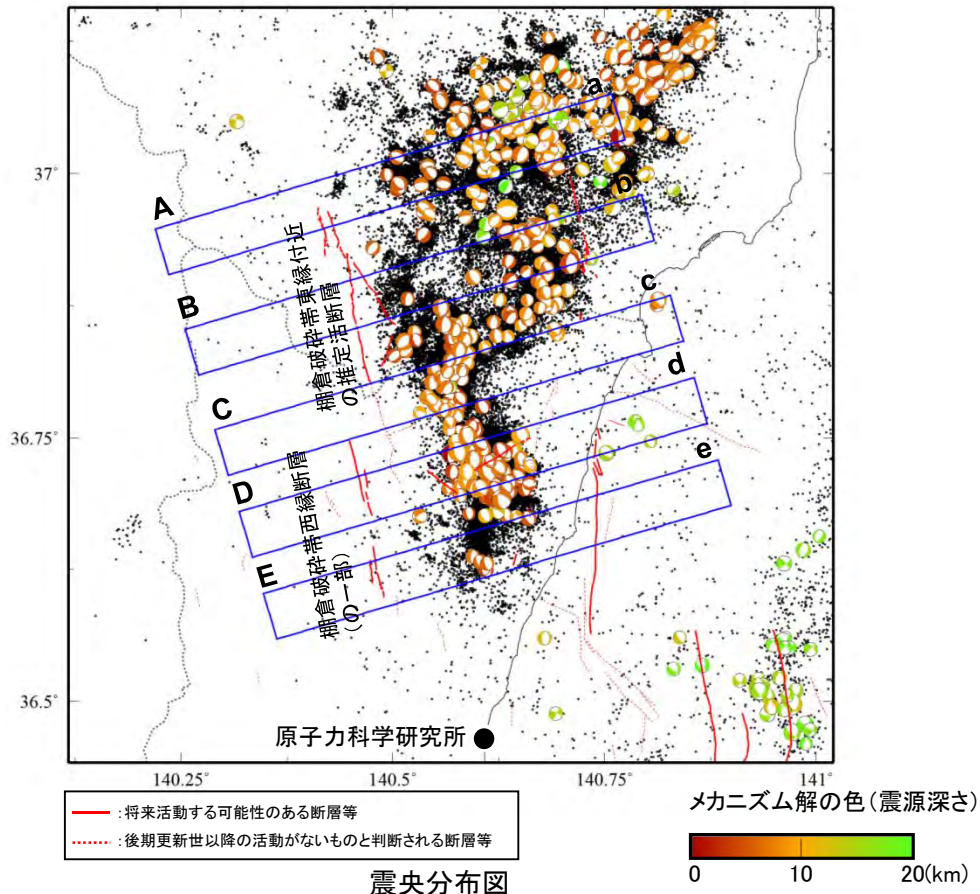 a
37°
A
b
棚倉破砕帯東縁付近
の推定活断層
B
c
C
d
36.75°
e
棚倉破砕帯西縁断層
(の一部)
D
E
36.5°
原子力科学研究所
140.25°
140.5°
140.75°
141°
:将来活動する可能性のある断層等
:後期更新世以降の活動がないものと判断される断層等
震央分布図
メカニズム解の色(震源深さ)
0 10 20(km)